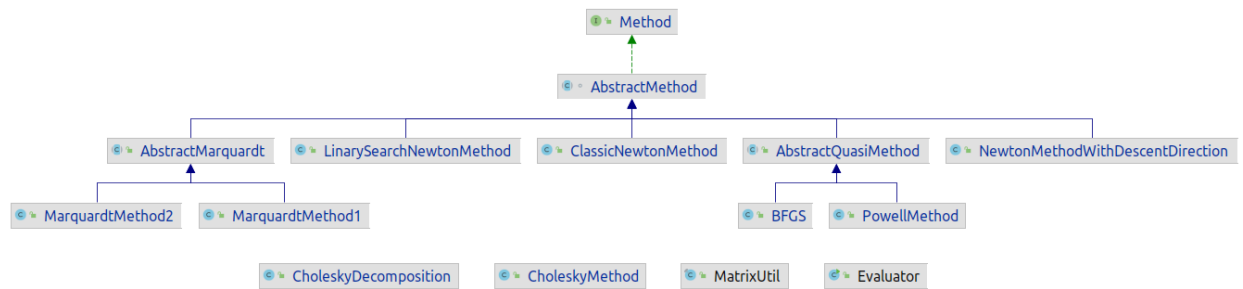 Method
AbstractMethod
AbstractMarquardt LinarySearchNewtonMethod ClassicNewtonMethod AbstractQuasiMethod NewtonMethodWithDescentDirection
MarquardtMethod2 MarquardtMethod1 BFGS PowellMethod
CholeskyDecomposition CholeskyMethod MatrixUtil Evaluator